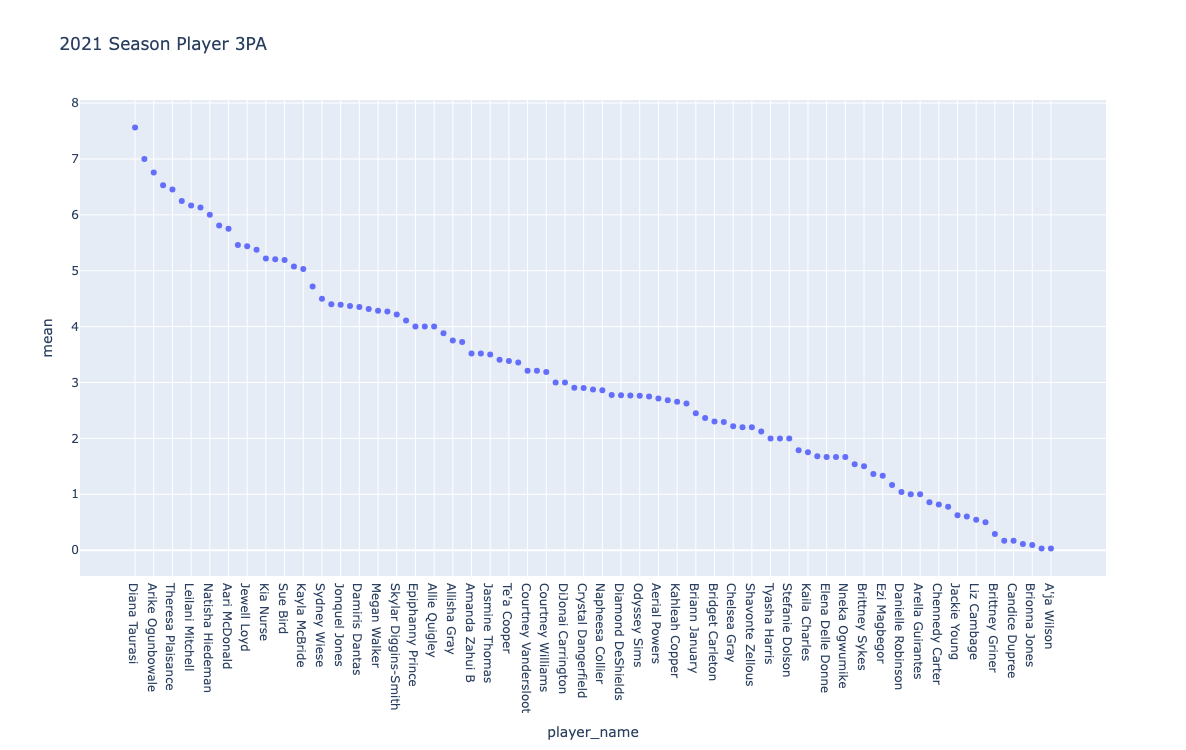 2021 Season Player 3PA
8
7
6
5
4
3
2
1
0
mean
Diana Taurasi
Arike Ogunbowale
Theresa Plaisance
Leilani Mitchell
Natisha Hiedeman
Aari McDonald
Jewell Loyd
Kia Nurse
Sue Bird
Kayla McBride
Sydney Wiese
Jonquel Jones
Damiris Dantas
Megan Walker
Skylar Diggins-Smith
Epiphanny Prince
Allie Quigley
Allisha Gray
Amanda Zahui B
Jasmine Thomas
Te'a Cooper
Courtney Vandersloot
Courtney Williams
DiJonai Carrington
Crystal Dangerfield
Napheesa Collier
Diamond DeShields
Odyssey Sims
Aerial Powers
Kahleah Copper
Briann January
Bridget Carleton
Chelsea Gray
Shavonte Zellous
Tyasha Harris
Stefanie Dolson
Kaila Charles
Elena Delle Donne
Nneka Ogwumike
Brittney Sykes
Ezi Magbegor
Danielle Robinson
Arella Guirantes
Chennedy Carter
Jackie Young
Liz Cambage
Brittney Griner
Candice Dupree
Brionna Jones
A'ja Wilson
player_name